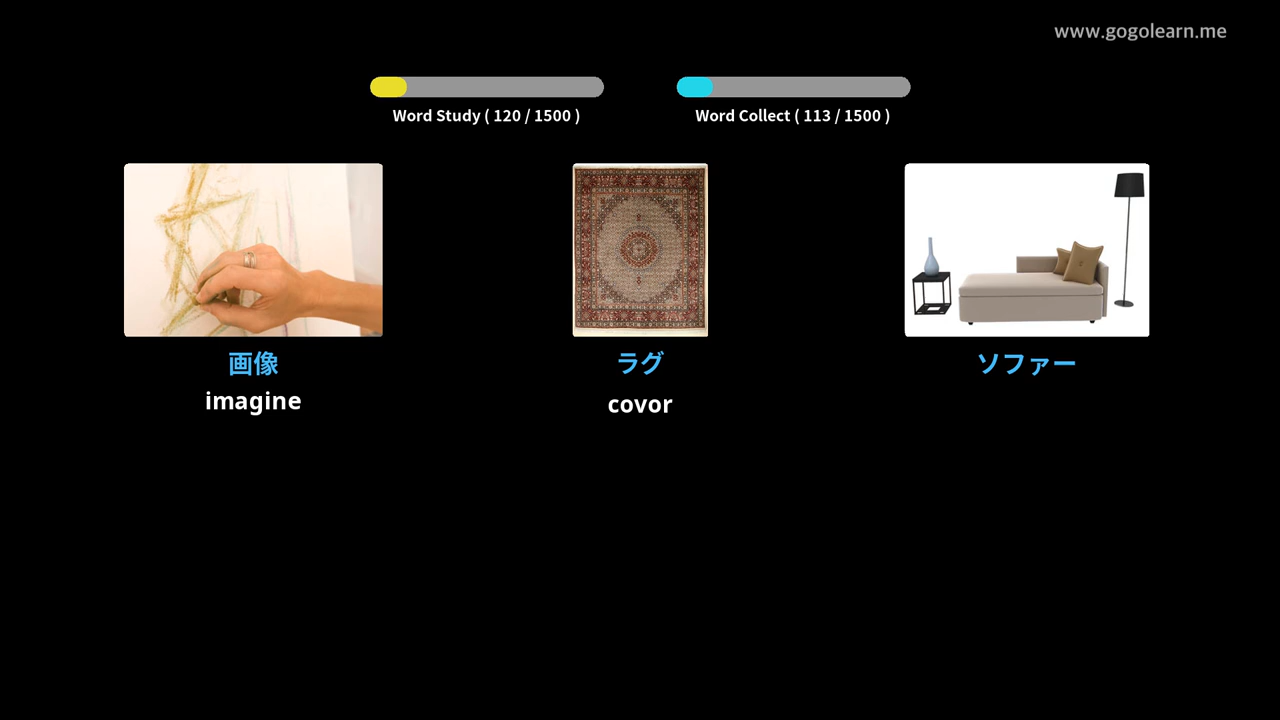 www.gogolearn.me
Word Study ( 120 / 1500 )
Word Collect ( 113 / 1500 )
画像
imagine
ラグ
covor
ソファー